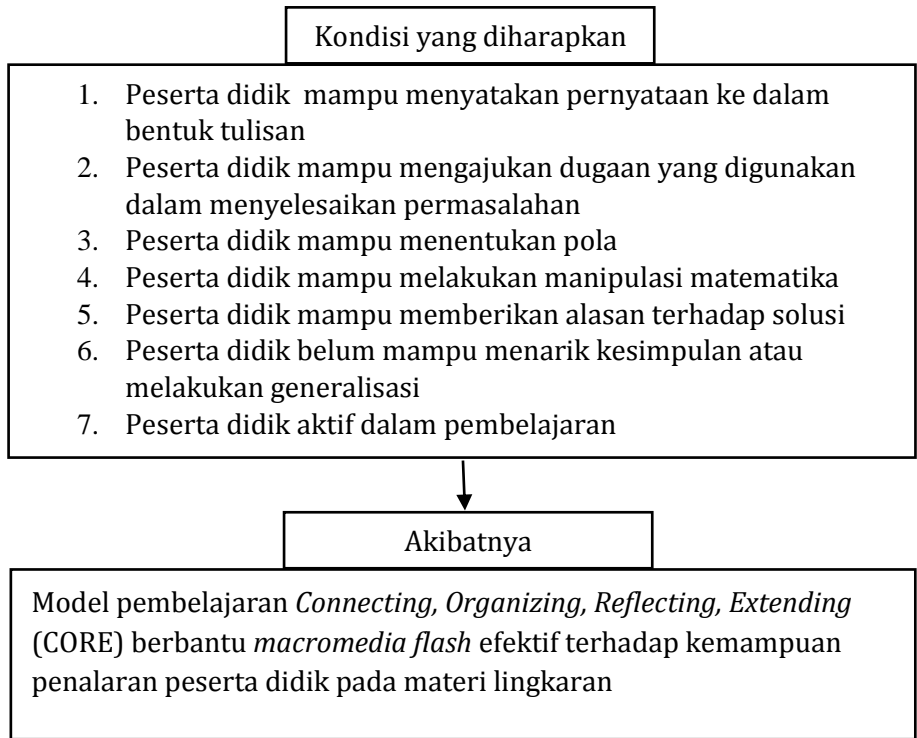 Kondisi yang diharapkan
1. Peserta didik mampu menyatakan pernyataan ke dalam
bentuk tulisan
2. Peserta didik mampu mengajukan dugaan yang digunakan
dalam menyelesaikan permasalahan
3. Peserta didik mampu menentukan pola
4. Peserta didik mampu melakukan manipulasi matematika
5. Peserta didik mampu memberikan alasan terhadap solusi
6. Peserta didik belum mampu menarik kesimpulan atau
melakukan generalisasi
7. Peserta didik aktif dalam pembelajaran
Akibatnya
Model pembelajaran Connecting, Organizing, Reflecting, Extending
(CORE) berbantu macromedia flash efektif terhadap kemampuan
penalaran peserta didik pada materi lingkaran